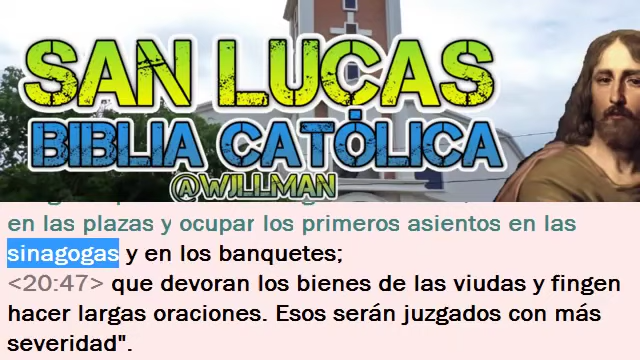 SAN LUCAS
BIBLIA CATÓLICA
@WJLLMAN
en las plazas y ocupar los primeros asientos en las
sinagogas y en los banquetes;
<20:47> que devoran los bienes de las viudas y fingen
hacer largas oraciones. Esos serán juzgados con más
severidad".